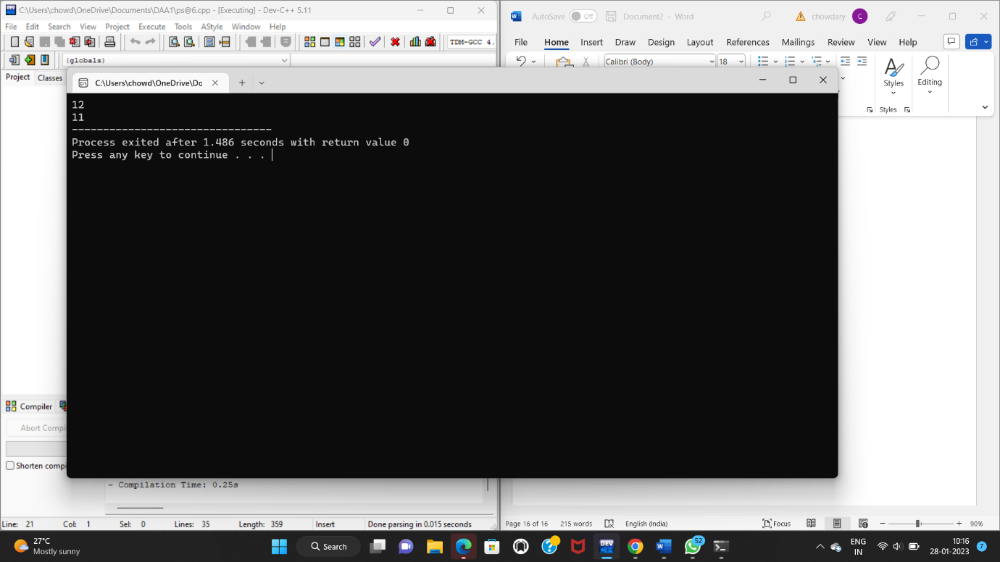 C:\Users\chowd\OneDrive\Documents\DAA1\ps@6.cpp - [Executing] - Dev-C++ 5.11
File Edit Search View Project Execute Tools AStyle Window Help
TDM-GCC 4.
(globals)
Project Classes
AutoSave Off Document2 - Word chowdary C
File Home Insert Draw Design Layout References Mailings Review View Help
Calibri (Body) 18
Styles
Editing
Styles
C:\Users\chowd\OneDrive\Do
12
11
--------------------------------
Process exited after 1.486 seconds with return value 0
Press any key to continue . . .
Compiler
Abort Compi
Shorten compi
- Compilation Time: 0.25s
Line: 21 Col: 1 Sel: 0 Lines: 35 Length: 359 Insert Done parsing in 0.015 seconds
Page 16 of 16 215 words English (India) Focus 90%
27°C
Mostly sunny
Search
DEV
52
ENG
IN
10:16
28-01-2023
7